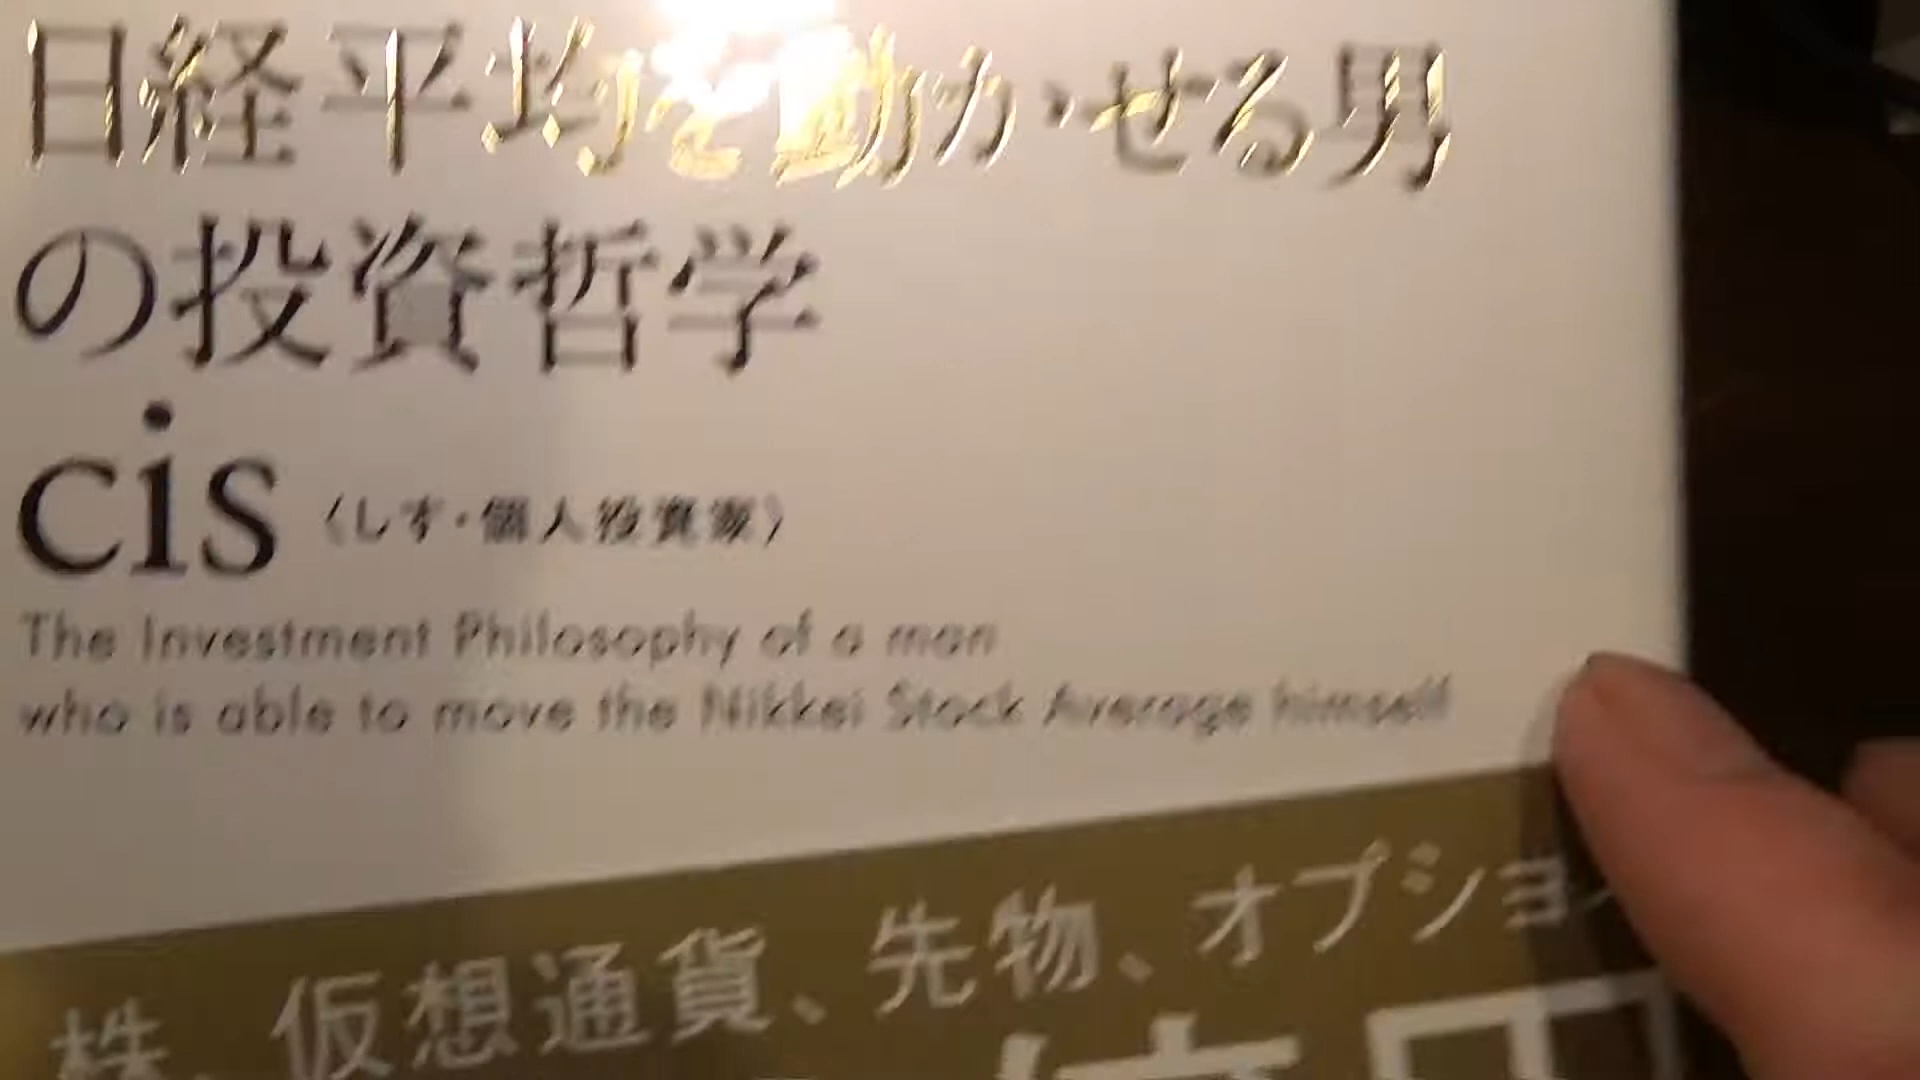 日経平均を動かせる男
の投資哲学
cis 〈しす・個人投資家〉
The Investment Philosophy of a man
who is able to move the Nikkei Stock Average himself
株、仮想通貨、先物、オプショ